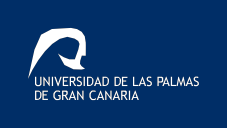 UNIVERSIDAD DE LAS PALMAS
DE GRAN CANARIA